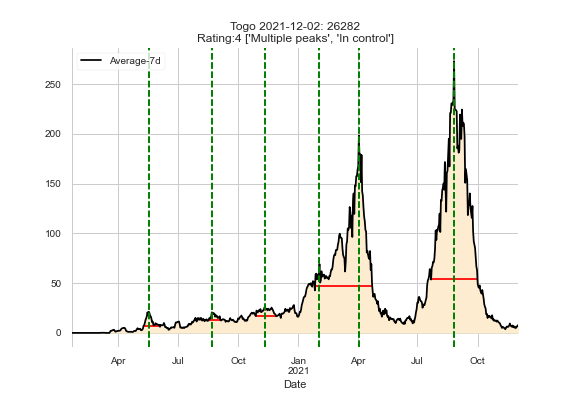 Togo 2021-12-02: 26282
Rating:4 ['Multiple peaks', 'In control']
Average-7d
250
200
150
100
50
0
Apr Jul Oct Jan Apr Jul Oct
2021
Date